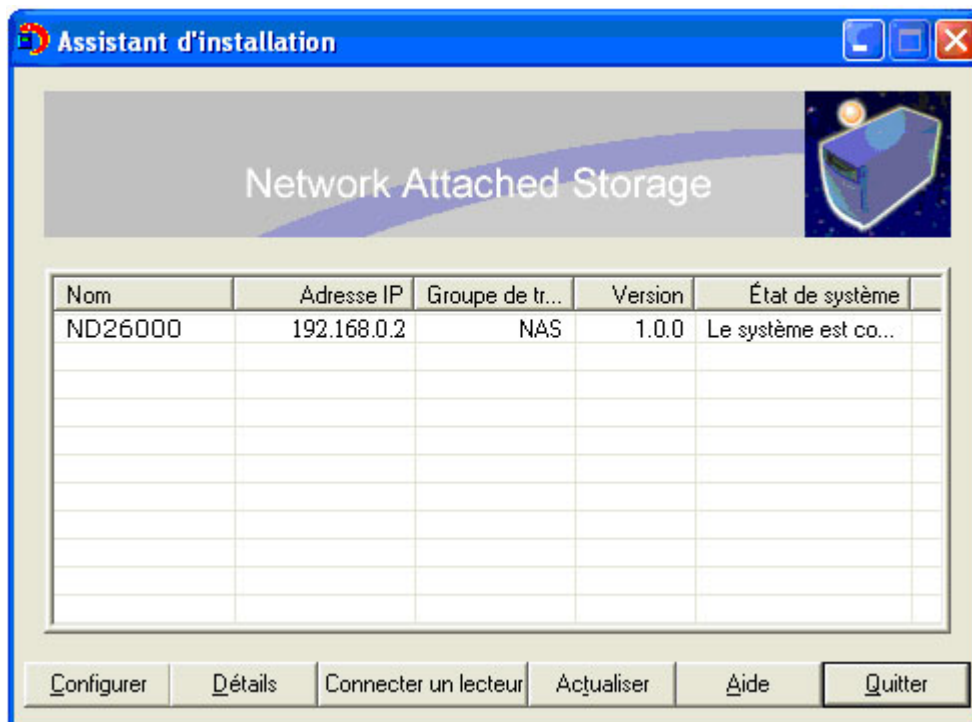 Assistant d'installation
Network Attached Storage
Nom Adresse IP Groupe de tr... Version État de système
ND26000 192.168.0.2 NAS 1.0.0 Le système est co...
Configurer Détails Connecter un lecteur Actualiser Aide Quitter